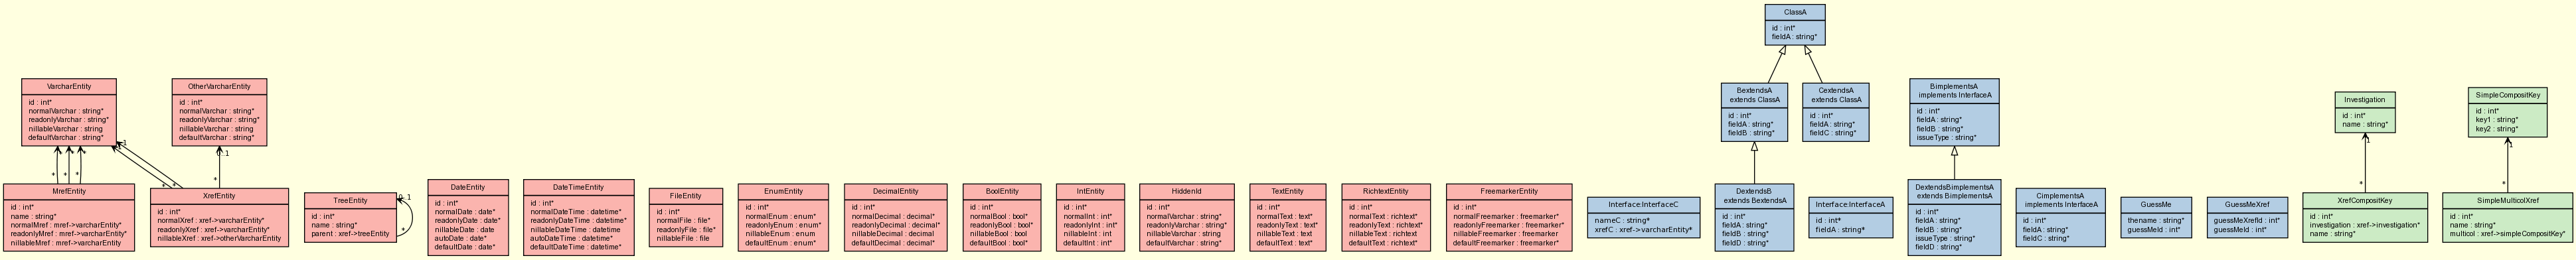 ClassA
id : int*
fieldA : string*
VarcharEntity
id : int*
normalVarchar : string*
readonlyVarchar : string*
nillableVarchar : string
defaultVarchar : string*
OtherVarcharEntity
id : int*
normalVarchar : string*
readonlyVarchar : string*
nillableVarchar : string
defaultVarchar : string*
BextendsA
extends ClassA
id : int*
fieldA : string*
fieldB : string*
CextendsA
extends ClassA
id : int*
fieldA : string*
fieldC : string*
BimplementsA
implements InterfaceA
id : int*
fieldA : string*
fieldB : string*
issueType : string*
Investigation
id : int*
name : string*
SimpleCompositKey
id : int*
key1 : string*
key2 : string*
MrefEntity
id : int*
name : string*
normalMref : mref->varcharEntity*
readonlyMref : mref->varcharEntity*
nillableMref : mref->varcharEntity
XrefEntity
id : int*
normalXref : xref->varcharEntity*
readonlyXref : xref->varcharEntity*
nillableXref : xref->otherVarcharEntity
TreeEntity
id : int*
name : string*
parent : xref->treeEntity
0..1
*
DateEntity
id : int*
normalDate : date*
readonlyDate : date*
nillableDate : date
autoDate : date*
defaultDate : date*
DateTimeEntity
id : int*
normalDateTime : datetime*
readonlyDateTime : datetime*
nillableDateTime : datetime
autoDateTime : datetime*
defaultDateTime : datetime*
FileEntity
id : int*
normalFile : file*
readonlyFile : file*
nillableFile : file
EnumEntity
id : int*
normalEnum : enum*
readonlyEnum : enum*
nillableEnum : enum
defaultEnum : enum*
DecimalEntity
id : int*
normalDecimal : decimal*
readonlyDecimal : decimal*
nillableDecimal : decimal
defaultDecimal : decimal*
BoolEntity
id : int*
normalBool : bool*
readonlyBool : bool*
nillableBool : bool
defaultBool : bool*
IntEntity
id : int*
normalInt : int*
readonlyInt : int*
nillableInt : int
defaultInt : int*
HiddenId
id : int*
normalVarchar : string*
readonlyVarchar : string*
nillableVarchar : string
defaultVarchar : string*
TextEntity
id : int*
normalText : text*
readonlyText : text*
nillableText : text
defaultText : text*
RichtextEntity
id : int*
normalText : richtext*
readonlyText : richtext*
nillableText : richtext
defaultText : richtext*
FreemarkerEntity
id : int*
normalFreemarker : freemarker*
readonlyFreemarker : freemarker*
nillableFreemarker : freemarker
defaultFreemarker : freemarker*
Interface:InterfaceC
nameC : string*
xrefC : xref->varcharEntity*
DextendsB
extends BextendsA
id : int*
fieldA : string*
fieldB : string*
fieldD : string*
Interface:InterfaceA
id : int*
fieldA : string*
DextendsBimplementsA
extends BimplementsA
id : int*
fieldA : string*
fieldB : string*
issueType : string*
fieldD : string*
CimplementsA
implements InterfaceA
id : int*
fieldA : string*
fieldC : string*
GuessMe
thename : string*
guessMeId : int*
GuessMeXref
guessMeXrefId : int*
guessMeId : int*
XrefCompositKey
id : int*
investigation : xref->investigation*
name : string*
SimpleMulticolXref
id : int*
name : string*
multicol : xref->simpleCompositKey*